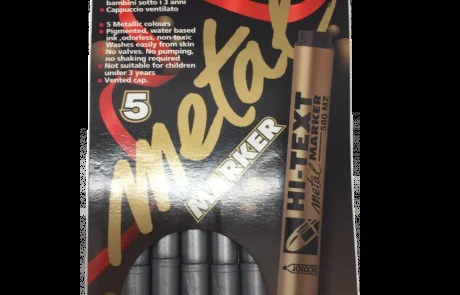 bambini sotto i 3 anni
• Cappuccio ventilato
• 5 Metallic colours
• Pigmented, water based
ink ,odorless, non-toxic
Washes easily from skin
No valves. No pumping,
no shaking required
• Not suitable for children
under 3 years
• Vented cap.
5
metal
MARKER
HI-TEXT
metal
MARKER
580 MZ